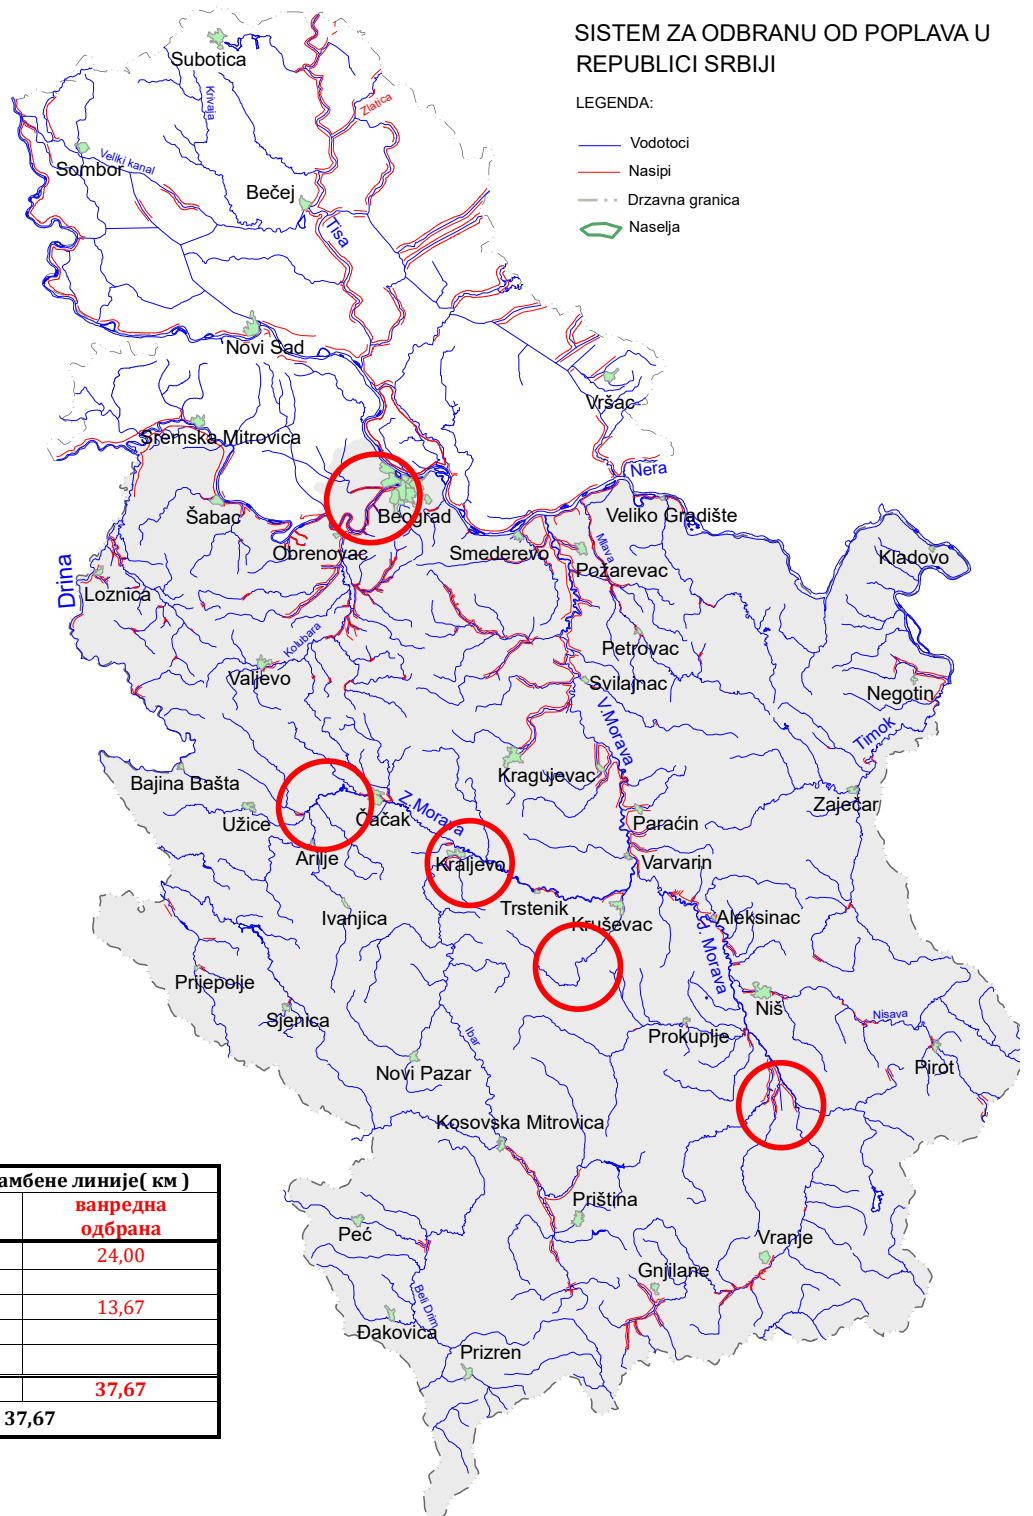 SISTEM ZA ODBRANU OD POPLAVA U
REPUBLICI SRBIJI
LEGENDA:
Vodotoci
Nasipi
Drzavna granica
Naselja
Subotica
Krivaja
Zlatica
Sombor
Veliki kanal
Bečej
Tisa
Novi Sad
Vršac
Sremska Mitrovica
Nera
Šabac
Beograd
Veliko Gradište
Obrenovac
Smederevo
Mlava
Požarevac
Kladovo
Drina
Loznica
Kolubara
Petrovac
Valjevo
Svilajnac
Negotin
V.Morava
Timok
Bajina Bašta
Kragujevac
Zaječar
Užice
Čačak
Z.Morava
Paraćin
Arilje
Kraljevo
Varvarin
Ivanjica
Trstenik
Kruševac
Aleksinac
J. Morava
Prijepolje
Niš
Nisava
Sjenica
Ibar
Prokuplje
Novi Pazar
Pirot
Kosovska Mitrovica
Priština
Peć
Vranje
Gnjilane
Beli Drim
Đakovica
Prizren
амбене линије( км )
ванредна
одбрана
24,00
13,67
37,67
37,67